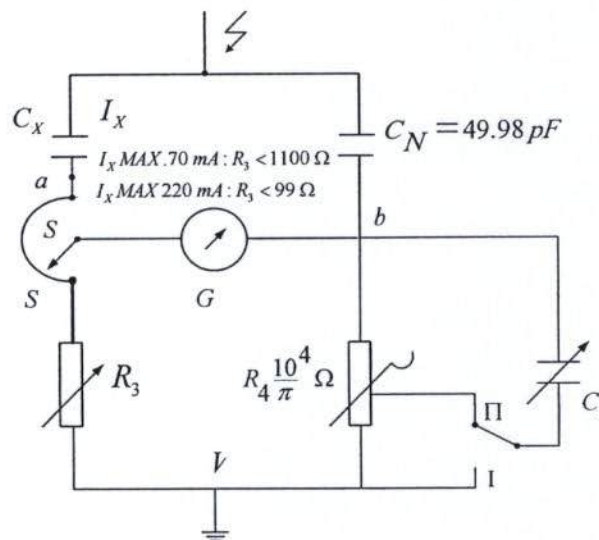 C_X I_X
C_N = 49.98 pF
I_X MAX.70 mA : R_3 < 1100 Ω
a
I_X MAX 220 mA : R_3 < 99 Ω
b
S
S
G
R_3
R_4 10^4/π Ω
Π
C
V
I